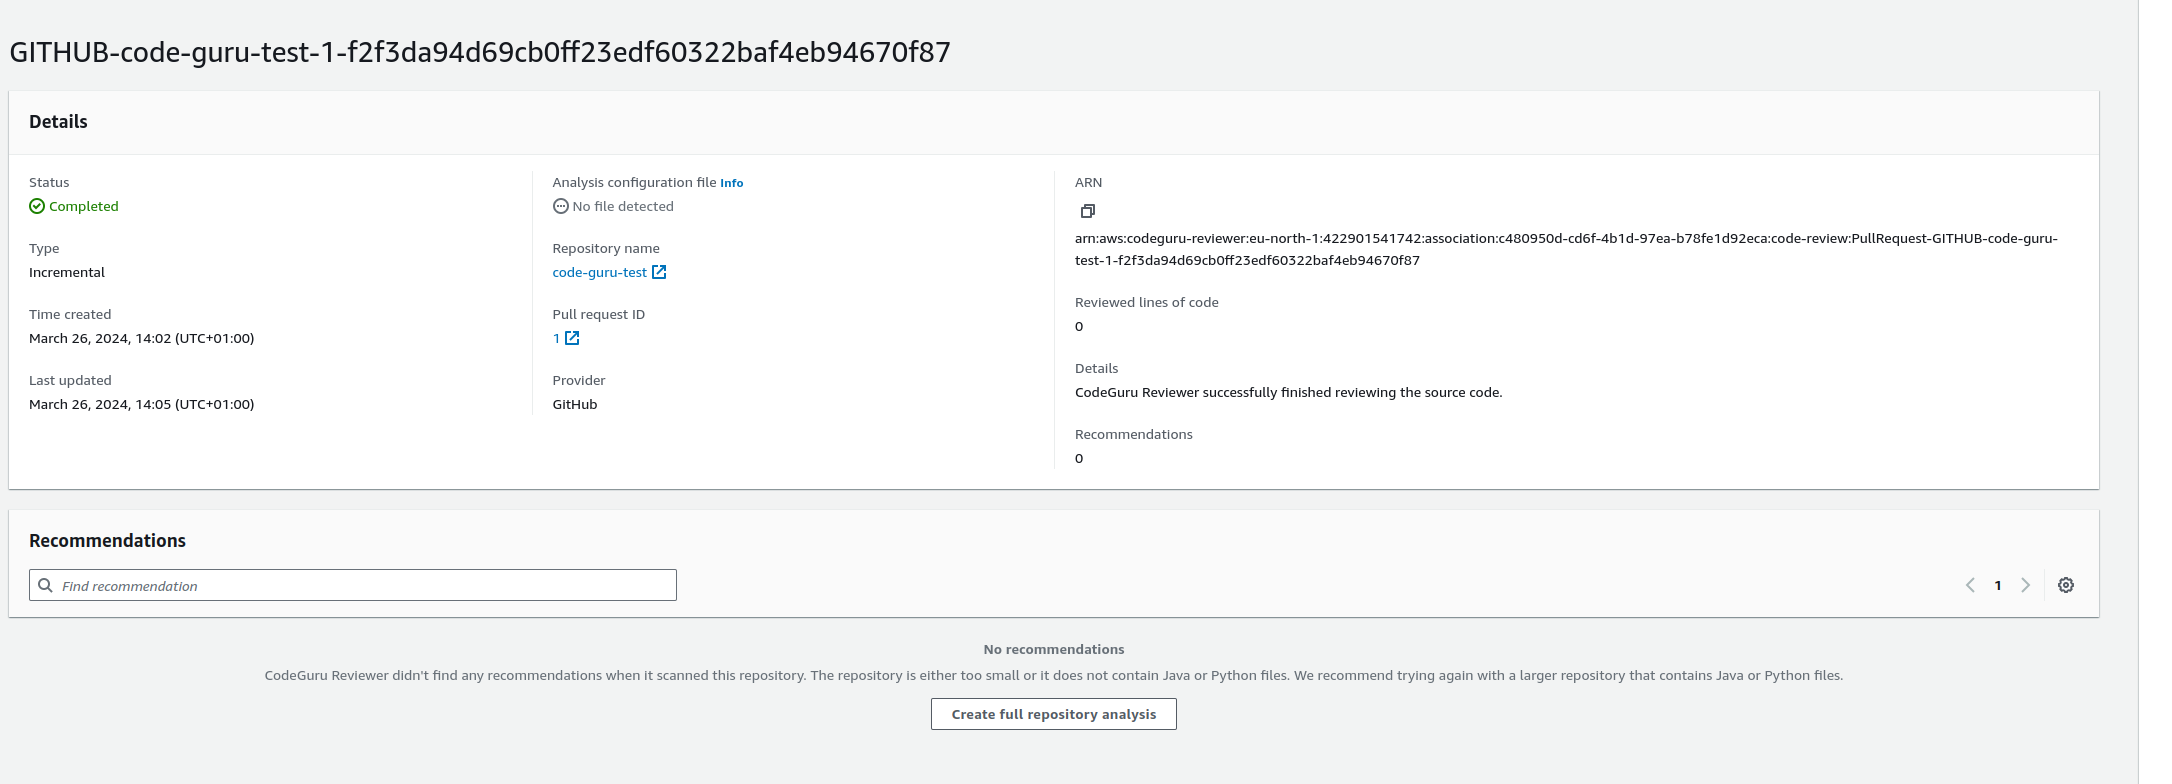 GITHUB-code-guru-test-1-f2f3da94d69cb0ff23edf60322baf4eb94670f87
Details
Status
Completed
Type
Incremental
Time created
March 26, 2024, 14:02 (UTC+01:00)
Last updated
March 26, 2024, 14:05 (UTC+01:00)
Analysis configuration file Info
No file detected
Repository name
code-guru-test
Pull request ID
1
Provider
GitHub
ARN
arn:aws:codeguru-reviewer:eu-north-1:422901541742:association:c480950d-cd6f-4b1d-97ea-b78fe1d92eca:code-review:PullRequest-GITHUB-code-guru-
test-1-f2f3da94d69cb0ff23edf60322baf4eb94670f87
Reviewed lines of code
0
Details
CodeGuru Reviewer successfully finished reviewing the source code.
Recommendations
0
Recommendations
Find recommendation
1
No recommendations
CodeGuru Reviewer didn't find any recommendations when it scanned this repository. The repository is either too small or it does not contain Java or Python files. We recommend trying again with a larger repository that contains Java or Python files.
Create full repository analysis